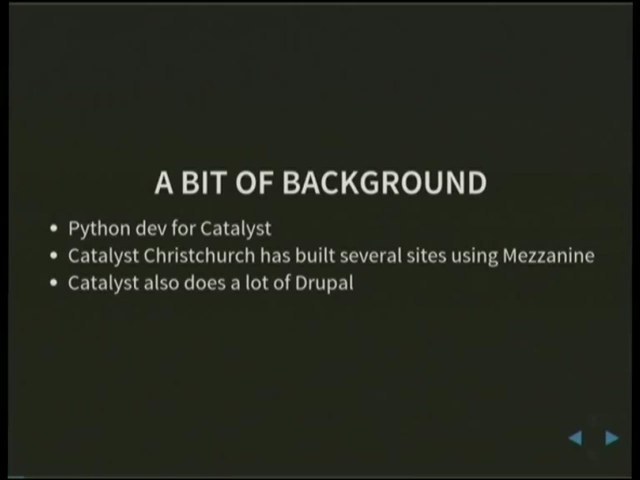 A BIT OF BACKGROUND
• Python dev for Catalyst
• Catalyst Christchurch has built several sites using Mezzanine
• Catalyst also does a lot of Drupal